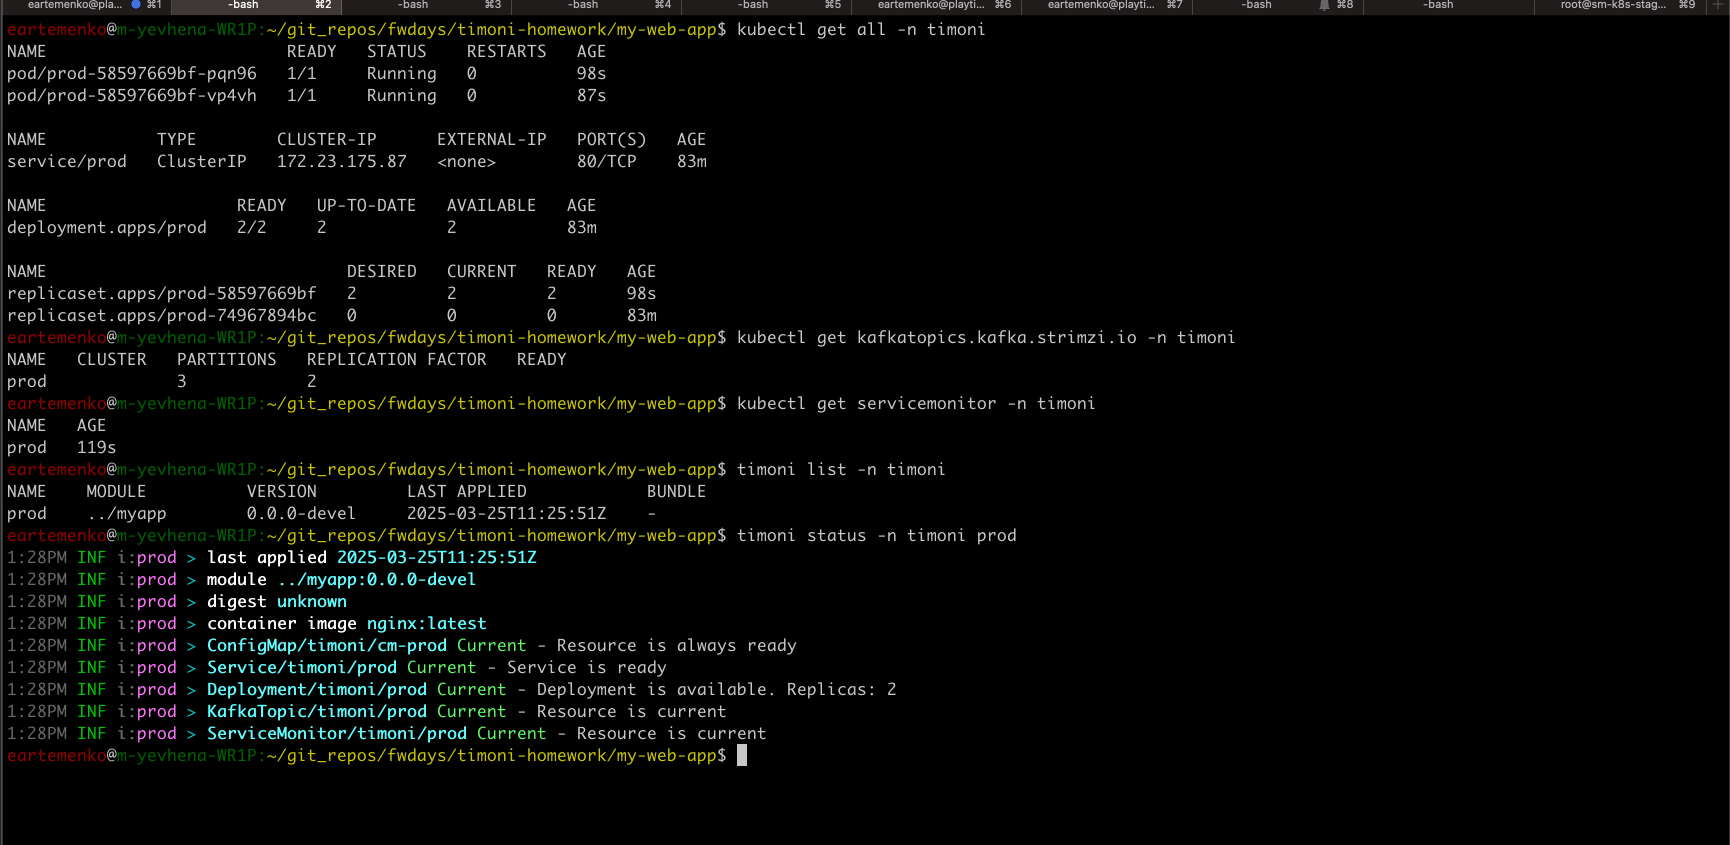 eartemenko@pla... ⌘1 -bash ⌘2 -bash ⌘3 -bash ⌘4 -bash ⌘5 eartemenko@playti... ⌘6 eartemenko@playti... ⌘7 -bash ⌘8 -bash root@sm-k8s-stag... ⌘9
eartemenko@m-yevhena-WR1P:~/git_repos/fwdays/timoni-homework/my-web-app$ kubectl get all -n timoni
NAME READY STATUS RESTARTS AGE
pod/prod-58597669bf-pqn96 1/1 Running 0 98s
pod/prod-58597669bf-vp4vh 1/1 Running 0 87s
NAME TYPE CLUSTER-IP EXTERNAL-IP PORT(S) AGE
service/prod ClusterIP 172.23.175.87 <none> 80/TCP 83m
NAME READY UP-TO-DATE AVAILABLE AGE
deployment.apps/prod 2/2 2 2 83m
NAME DESIRED CURRENT READY AGE
replicaset.apps/prod-58597669bf 2 2 2 98s
replicaset.apps/prod-74967894bc 0 0 0 83m
eartemenko@m-yevhena-WR1P:~/git_repos/fwdays/timoni-homework/my-web-app$ kubectl get kafkatopics.kafka.strimzi.io -n timoni
NAME CLUSTER PARTITIONS REPLICATION FACTOR READY
prod 3 2
eartemenko@m-yevhena-WR1P:~/git_repos/fwdays/timoni-homework/my-web-app$ kubectl get servicemonitor -n timoni
NAME AGE
prod 119s
eartemenko@m-yevhena-WR1P:~/git_repos/fwdays/timoni-homework/my-web-app$ timoni list -n timoni
NAME MODULE VERSION LAST APPLIED BUNDLE
prod ../myapp 0.0.0-devel 2025-03-25T11:25:51Z -
eartemenko@m-yevhena-WR1P:~/git_repos/fwdays/timoni-homework/my-web-app$ timoni status -n timoni prod
1:28PM INF i:prod > last applied 2025-03-25T11:25:51Z
1:28PM INF i:prod > module ../myapp:0.0.0-devel
1:28PM INF i:prod > digest unknown
1:28PM INF i:prod > container image nginx:latest
1:28PM INF i:prod > ConfigMap/timoni/cm-prod Current - Resource is always ready
1:28PM INF i:prod > Service/timoni/prod Current - Service is ready
1:28PM INF i:prod > Deployment/timoni/prod Current - Deployment is available. Replicas: 2
1:28PM INF i:prod > KafkaTopic/timoni/prod Current - Resource is current
1:28PM INF i:prod > ServiceMonitor/timoni/prod Current - Resource is current
eartemenko@m-yevhena-WR1P:~/git_repos/fwdays/timoni-homework/my-web-app$